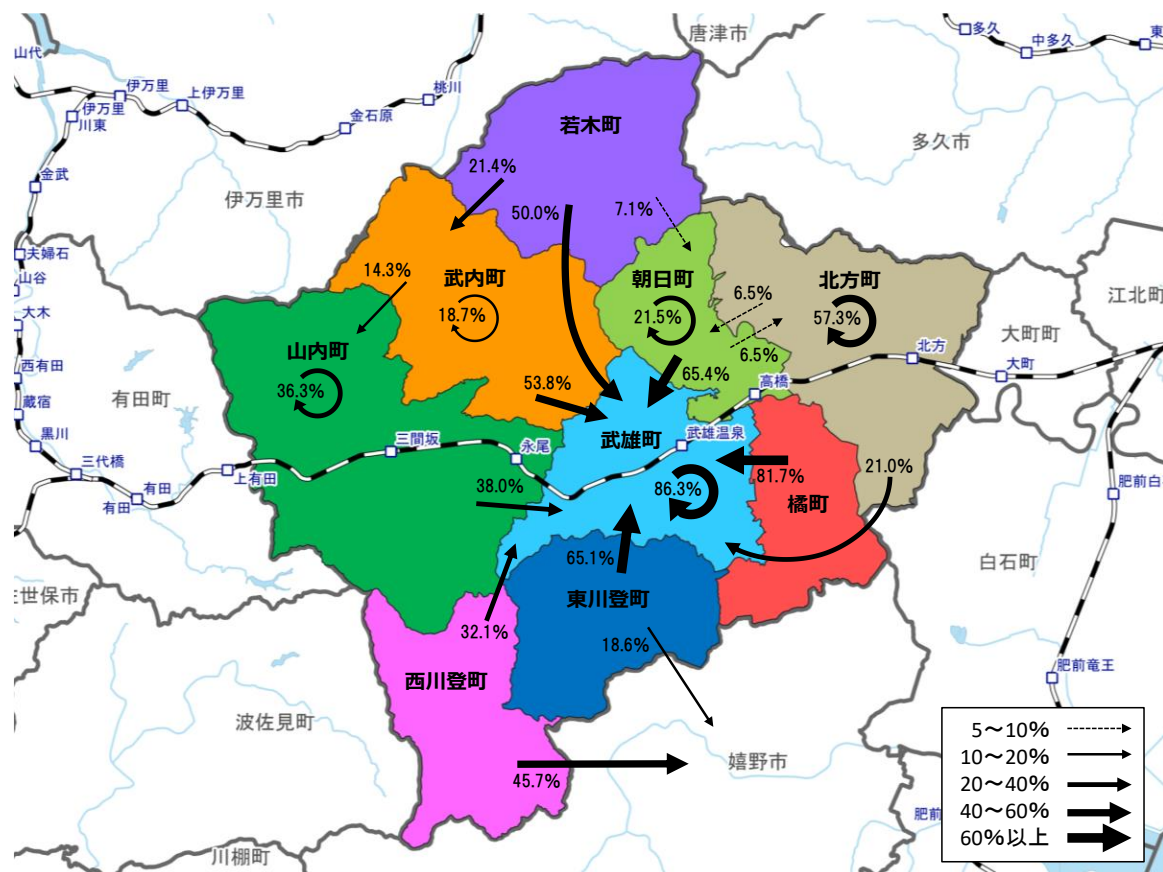 唐津市
多久
中多久
東
山代
伊万里
上伊万里
桃川
伊万里
川東
金石原
若木町
多久市
金武
伊万里市
21.4%
50.0%
7.1%
夫婦石
山谷
14.3%
武内町
朝日町
北方町
江北町
大木
18.7%
21.5%
6.5%
57.3%
大町町
山内町
6.5%
北方
西有田
36.3%
65.4%
大町
有田町
53.8%
高橋
蔵宿
黒川
三間坂
永尾
武雄町
武雄温泉
三代橋
上有田
有田
有田
38.0%
86.3%
81.7%
21.0%
肥前白
橘町
65.1%
白石町
世保市
東川登町
32.1%
18.6%
西川登町
肥前竜王
波佐見町
嬉野市
45.7%
5～10%
10～20%
20～40%
40～60%
60%以上
肥前
川棚町